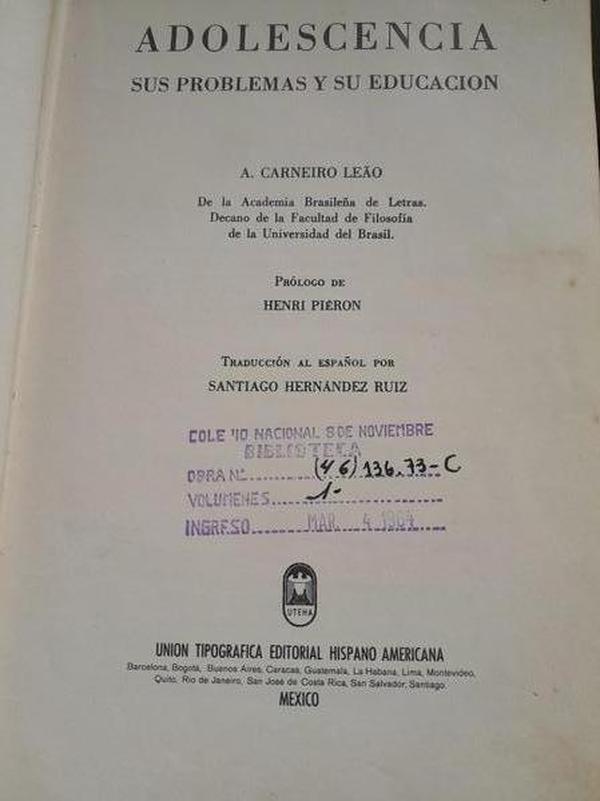 ADOLESCENCIA
SUS PROBLEMAS Y SU EDUCACION
A. CARNEIRO LEÃO
De la Academia Brasileña de Letras.
Decano de la Facultad de Filosofía
de la Universidad del Brasil.
PRÓLOGO DE
HENRI PIÉRON
TRADUCCIÓN AL ESPAÑOL POR
SANTIAGO HERNÁNDEZ RUIZ
COLE IO NACIONAL 8 DE NOVIEMBRE
BIBLIOTECA
OBRA Nº (46) 136.73-C
VOLUMENES 1-
INGRESO MAR 4
UTEHA
UNION TIPOGRAFICA EDITORIAL HISPANO AMERICANA
Barcelona, Bogotá, Buenos Aires, Caracas, Guatemala, La Habana, Lima, Montevideo,
Quito, Rio de Janeiro, San José de Costa Rica, San Salvador, Santiago.
MEXICO